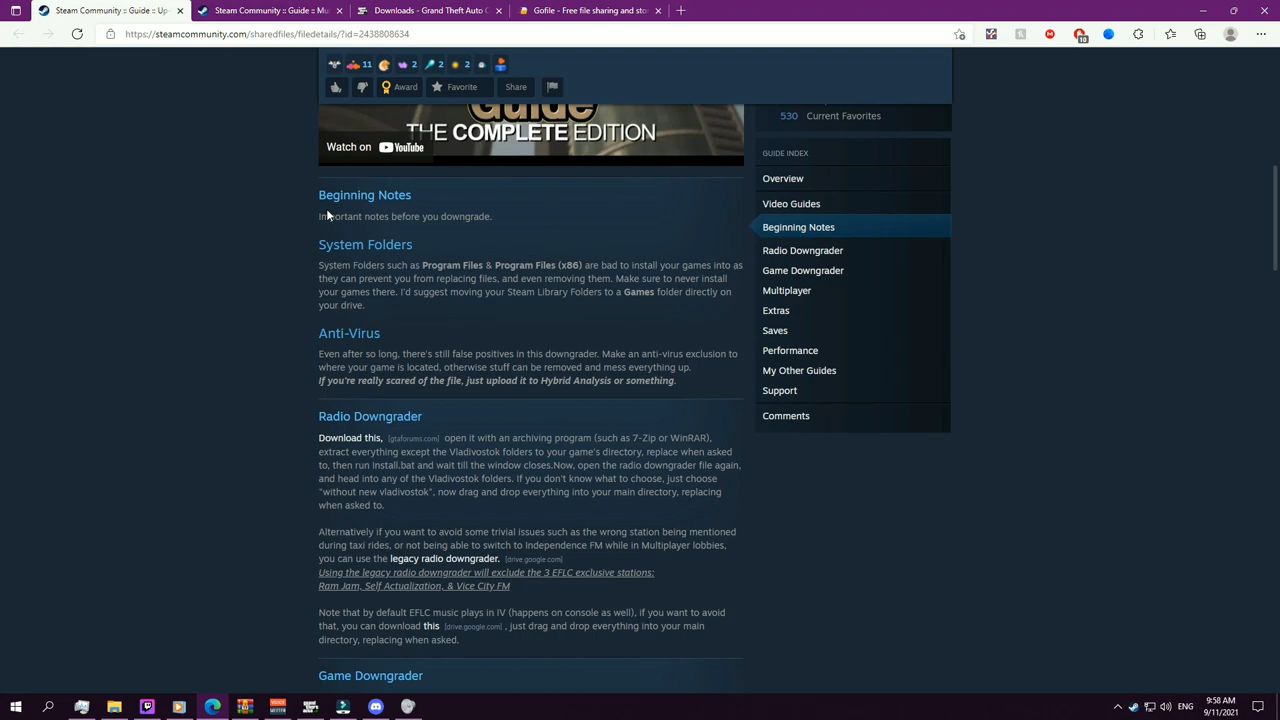 Steam Community :: Guide :: Up
Steam Community :: Guide :: Mu
Downloads - Grand Theft Auto
Gofile - Free file sharing and sto
https://steamcommunity.com/sharedfiles/filedetails/?id=2438808634
10
11 2 2 2
Award Favorite Share
Guide
THE COMPLETE EDITION
Watch on YouTube
530 Current Favorites
GUIDE INDEX
Overview
Video Guides
Beginning Notes
Radio Downgrader
Game Downgrader
Multiplayer
Extras
Saves
Performance
My Other Guides
Support
Comments
Beginning Notes
Important notes before you downgrade.
System Folders
System Folders such as Program Files & Program Files (x86) are bad to install your games into as
they can prevent you from replacing files, and even removing them. Make sure to never install
your games there. I'd suggest moving your Steam Library Folders to a Games folder directly on
your drive.
Anti-Virus
Even after so long, there's still false positives in this downgrader. Make an anti-virus exclusion to
where your game is located, otherwise stuff can be removed and mess everything up.
If you're really scared of the file, just upload it to Hybrid Analysis or something.
Radio Downgrader
Download this, [gtaforums.com] open it with an archiving program (such as 7-Zip or WinRAR),
extract everything except the Vladivostok folders to your game's directory, replace when asked
to, then run Install.bat and wait till the window closes.Now, open the radio downgrader file again,
and head into any of the Vladivostok folders. If you don't know what to choose, just choose
"without new vladivostok", now drag and drop everything into your main directory, replacing
when asked to.
Alternatively if you want to avoid some trivial issues such as the wrong station being mentioned
during taxi rides, or not being able to switch to Independence FM while in Multiplayer lobbies,
you can use the legacy radio downgrader. [drive.google.com]
Using the legacy radio downgrader will exclude the 3 EFLC exclusive stations:
Ram Jam, Self Actualization, & Vice City FM
Note that by default EFLC music plays in IV (happens on console as well), if you want to avoid
that, you can download this [drive.google.com] , just drag and drop everything into your main
directory, replacing when asked.
Game Downgrader
ENG
9:58 AM
9/11/2021